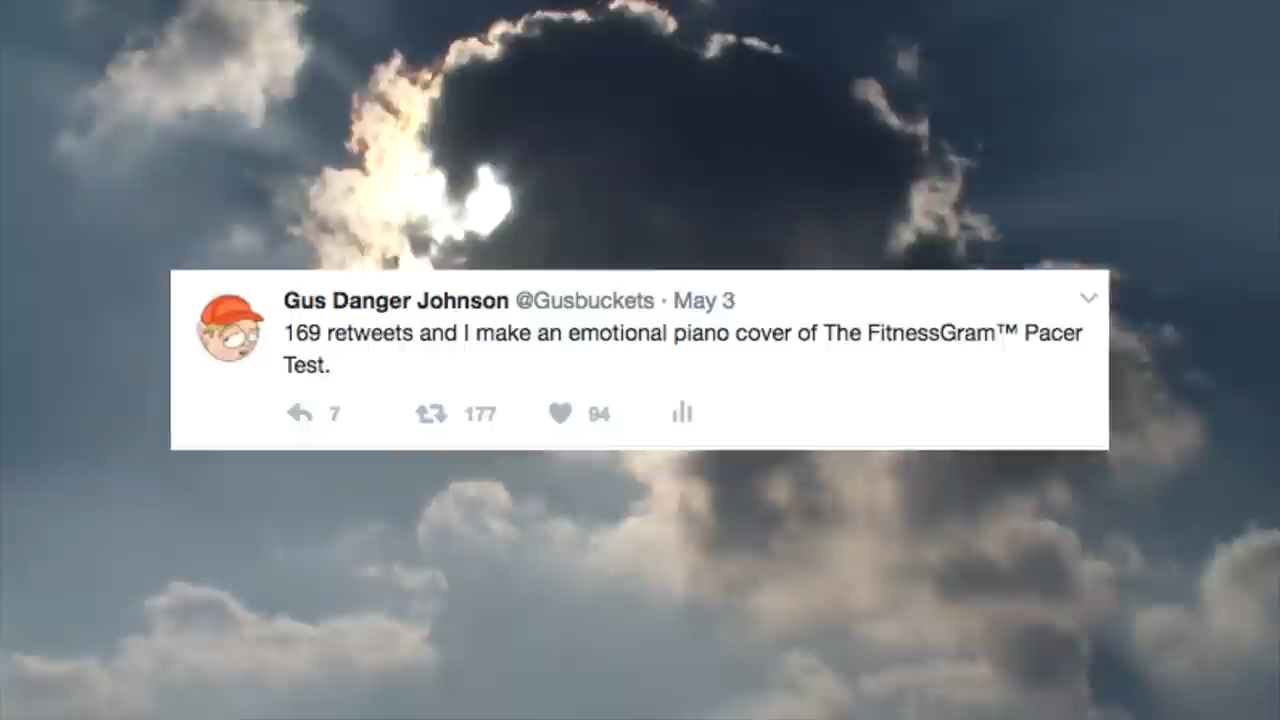 Gus Danger Johnson @Gusbuckets · May 3
169 retweets and I make an emotional piano cover of The FitnessGram™ Pacer
Test.
7 177 94